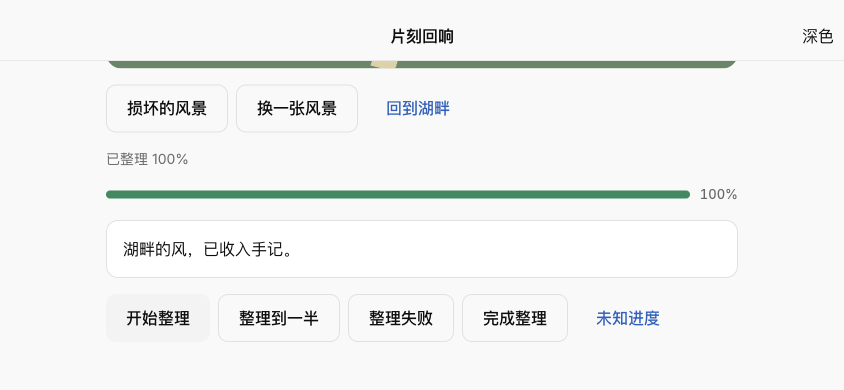 片刻回响
深色
损坏的风景
换一张风景
回到湖畔
已整理 100%
100%
湖畔的风，已收入手记。
开始整理
整理到一半
整理失败
完成整理
未知进度